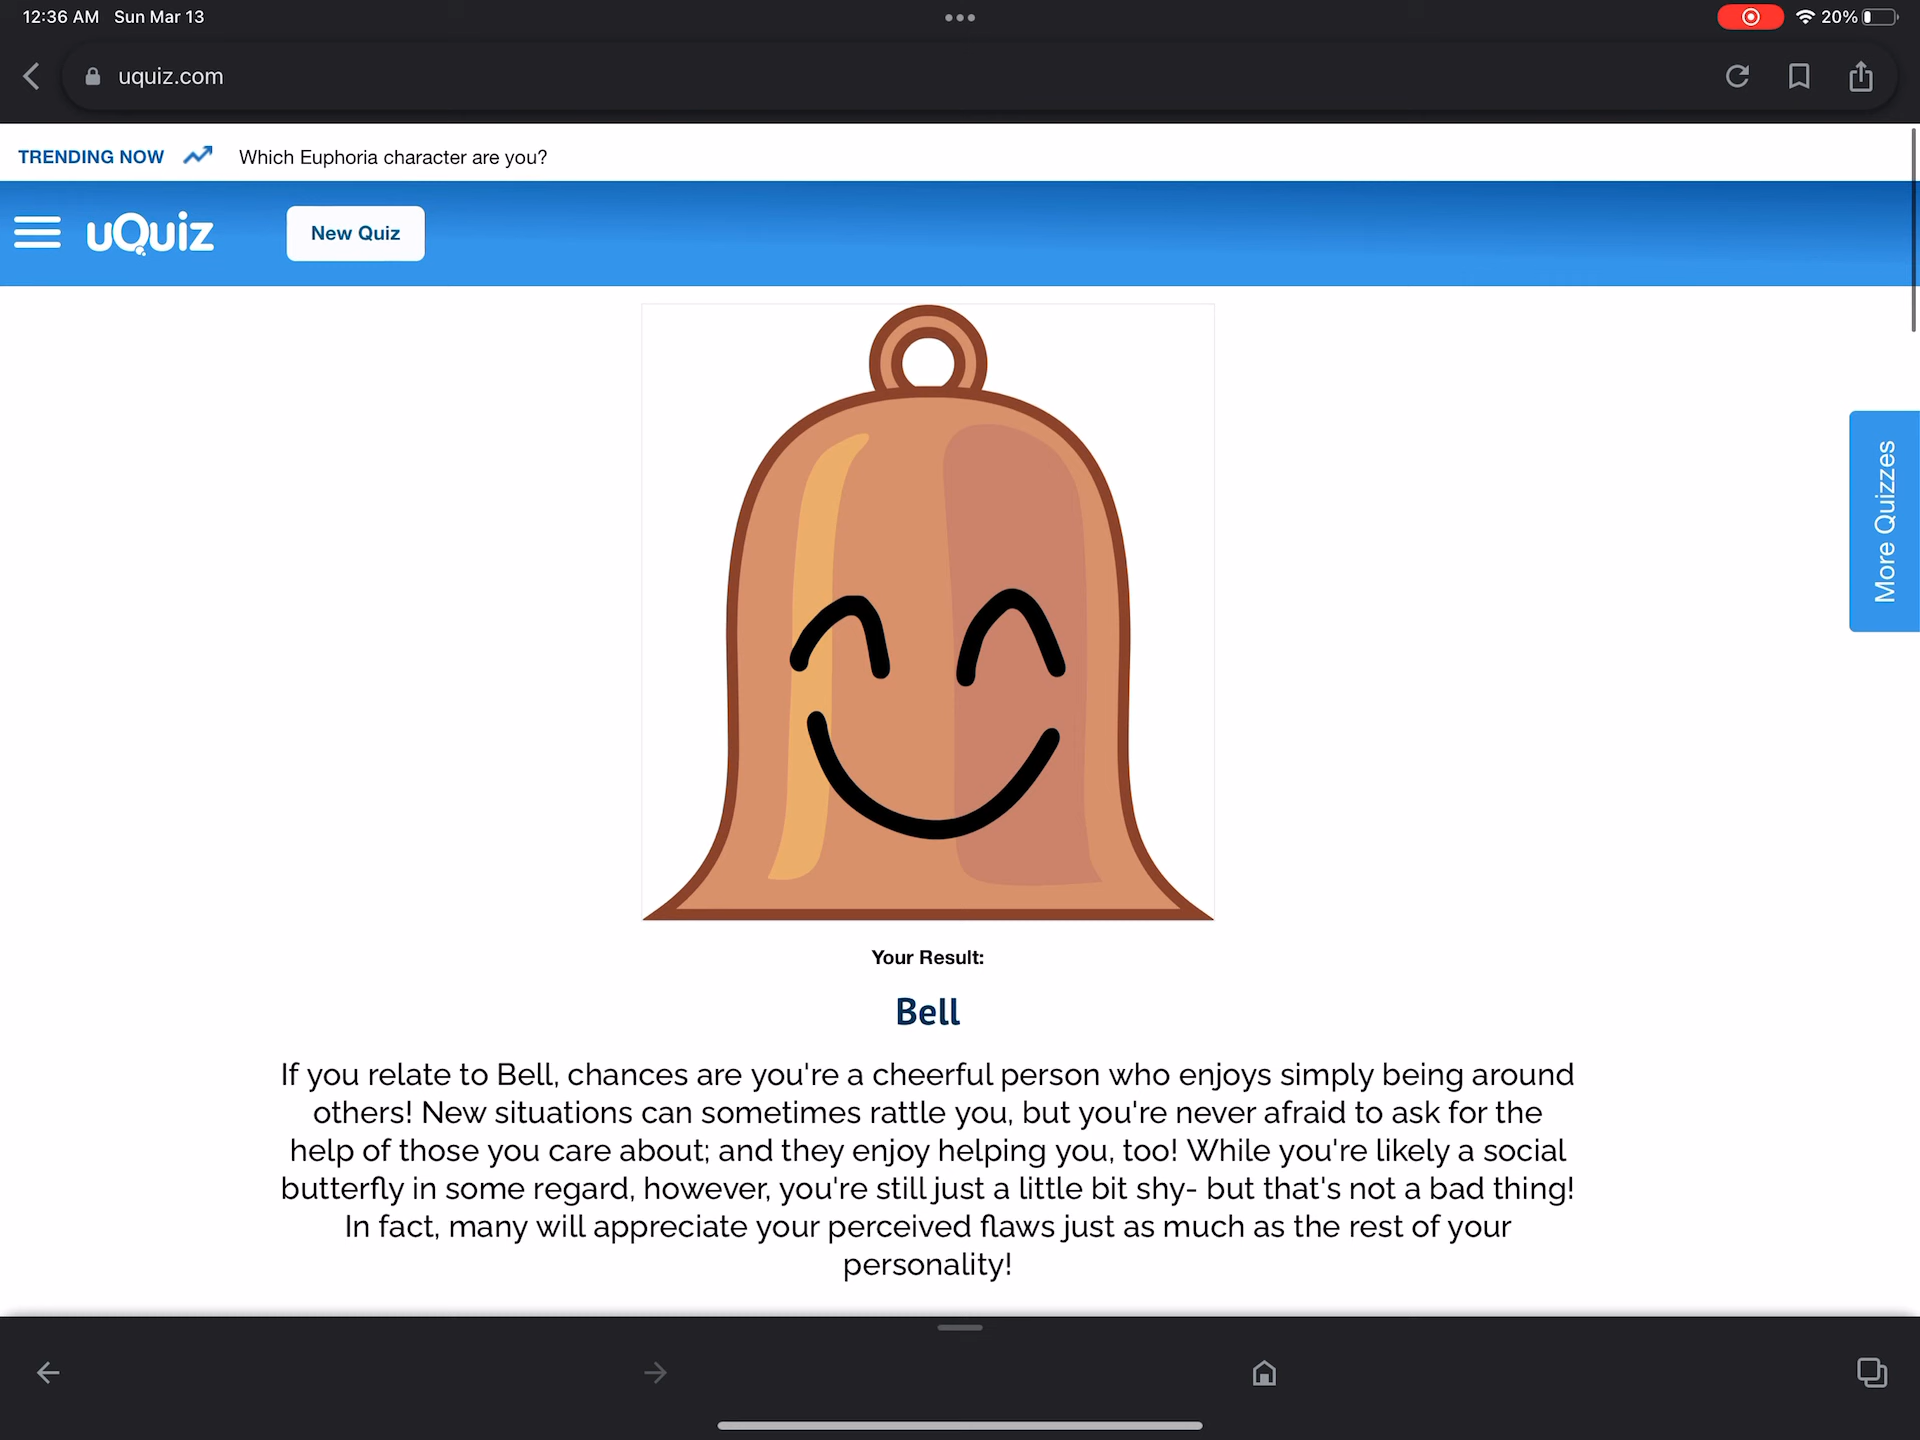 12:36 AM Sun Mar 13
20%
uquiz.com
TRENDING NOW Which Euphoria character are you?
uQuiz New Quiz
More Quizzes
Your Result:
Bell
If you relate to Bell, chances are you're a cheerful person who enjoys simply being around
others! New situations can sometimes rattle you, but you're never afraid to ask for the
help of those you care about; and they enjoy helping you, too! While you're likely a social
butterfly in some regard, however, you're still just a little bit shy- but that's not a bad thing!
In fact, many will appreciate your perceived flaws just as much as the rest of your
personality!